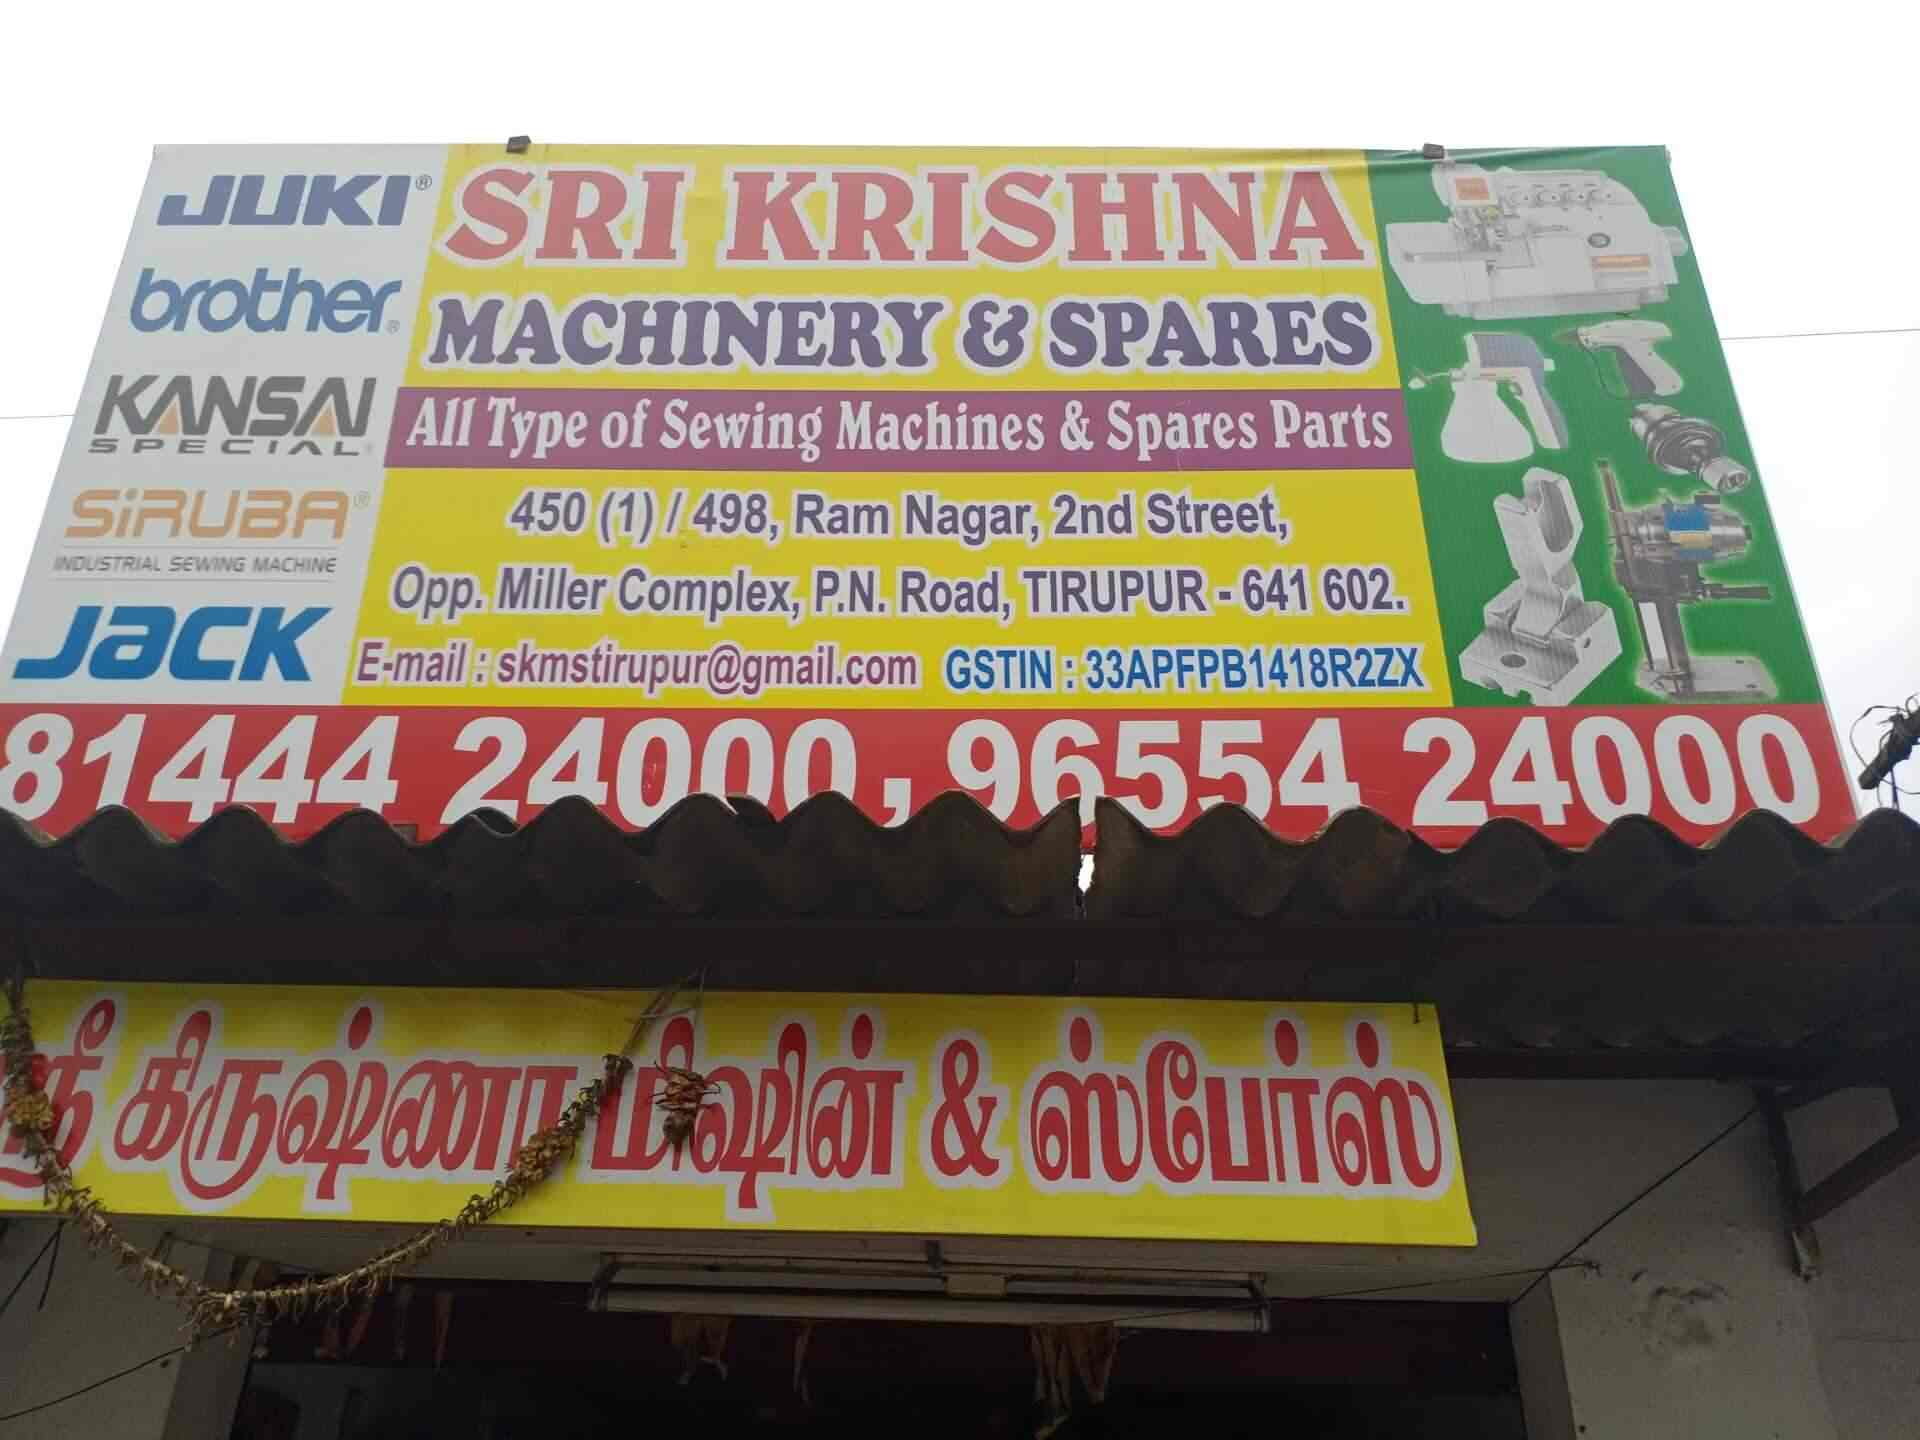 JUKI®
brother®
KANSAI
SPECIAL®
SiRUBA®
INDUSTRIAL SEWING MACHINE
JACK
SRI KRISHNA
MACHINERY & SPARES
All Type of Sewing Machines & Spares Parts
450 (1) / 498, Ram Nagar, 2nd Street,
Opp. Miller Complex, P.N. Road, TIRUPUR - 641 602.
E-mail : skmstirupur@gmail.com GSTIN : 33APFPB1418R2ZX
81444 24000, 96554 24000
ஸ்ரீ கிருஷ்ணா மிஷின் & ஸ்பேர்ஸ்